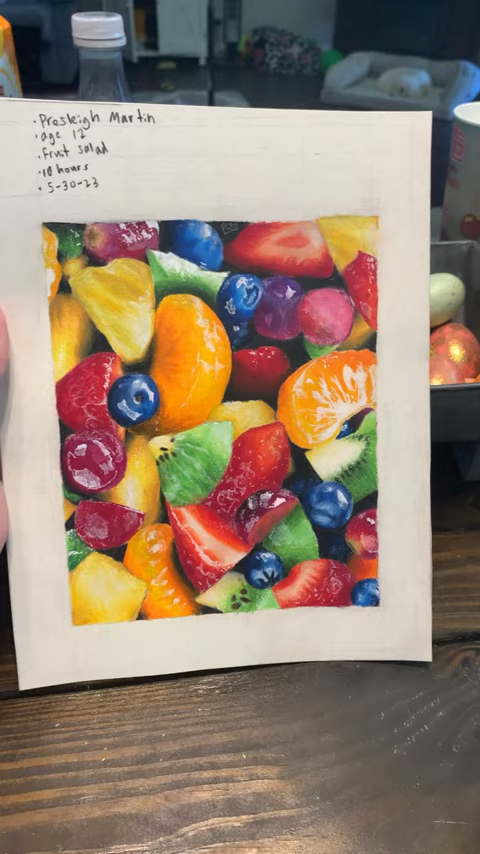 • Presleigh Martin
• age 12
• fruit salad
• 10 hours
• 5-30-23